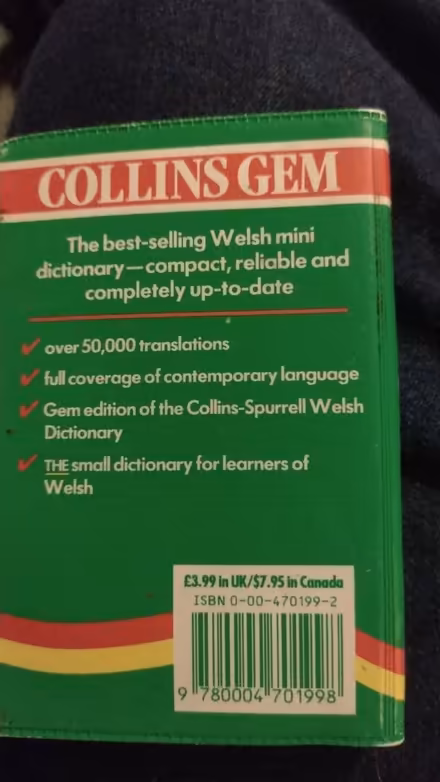 COLLINS GEM
The best-selling Welsh mini
dictionary—compact, reliable and
completely up-to-date
✓ over 50,000 translations
✓ full coverage of contemporary language
✓ Gem edition of the Collins-Spurrell Welsh
Dictionary
✓ THE small dictionary for learners of
Welsh
£3.99 in UK/$7.95 in Canada
ISBN 0-00-470199-2
9 780004 701998